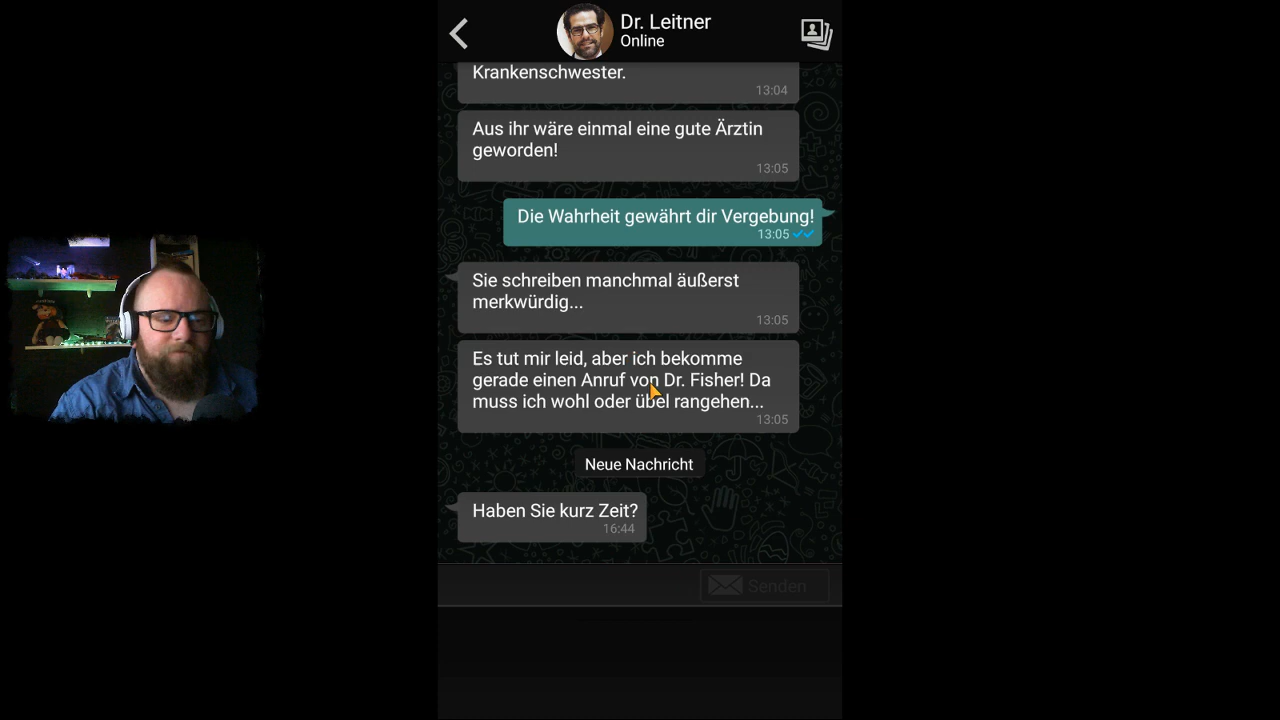 Dr. Leitner
Online
Krankenschwester.
13:04
Aus ihr wäre einmal eine gute Ärztin
geworden!
13:05
Die Wahrheit gewährt dir Vergebung!
13:05
Sie schreiben manchmal äußerst
merkwürdig...
13:05
Es tut mir leid, aber ich bekomme
gerade einen Anruf von Dr. Fisher! Da
muss ich wohl oder übel rangehen...
13:05
Neue Nachricht
Haben Sie kurz Zeit?
16:44
Senden